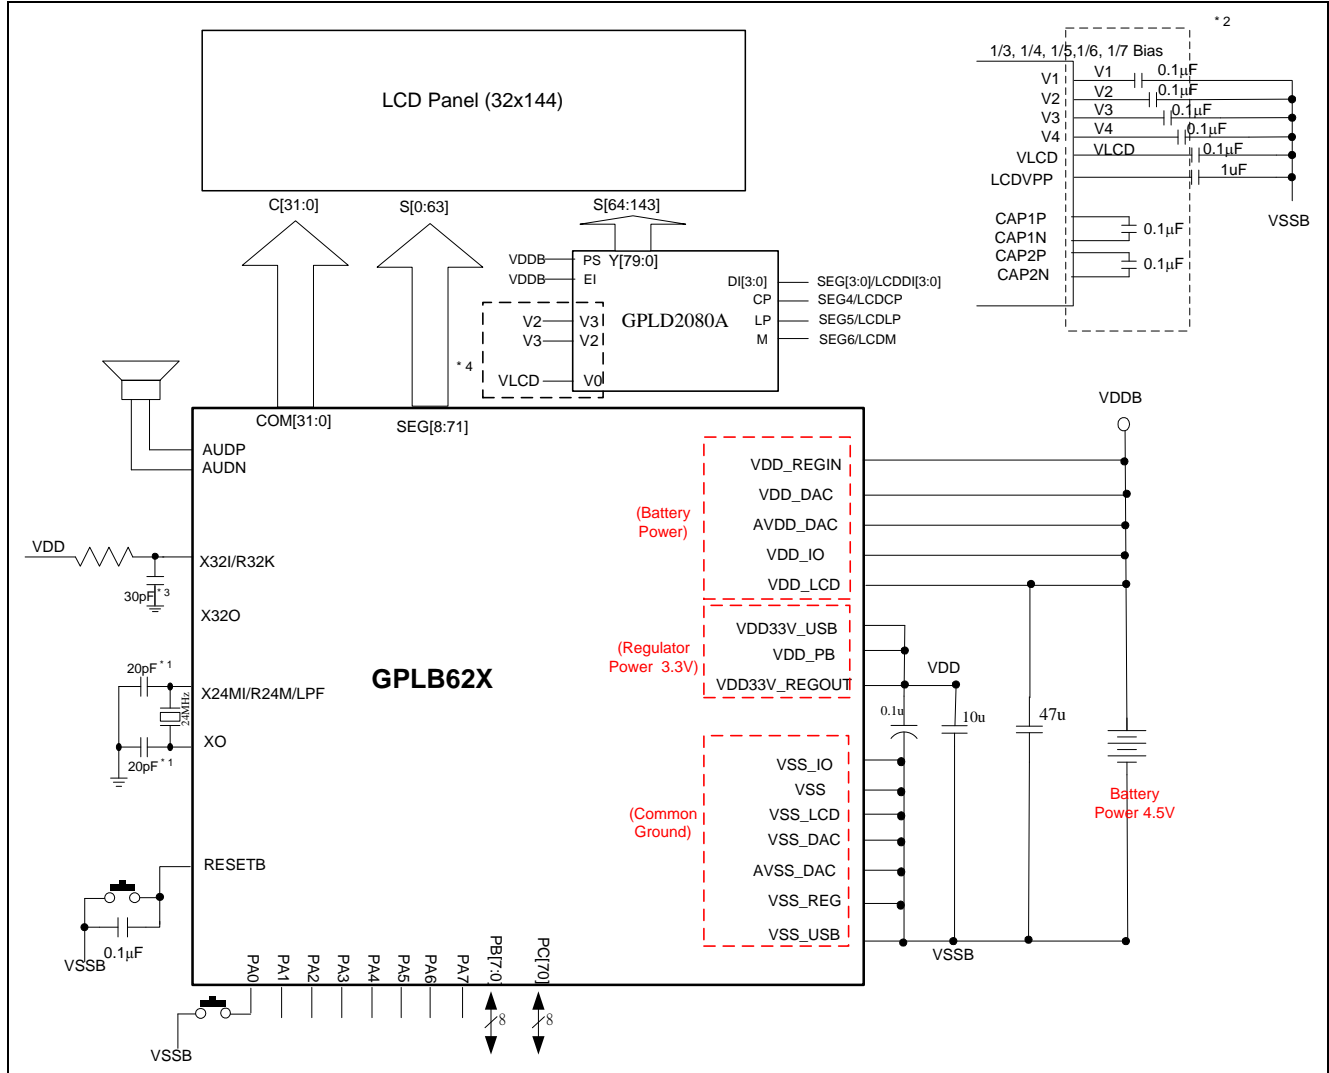 * 2
1/3, 1/4, 1/5,1/6, 1/7 Bias
V1 V1 0.1µF
V2 V2 0.1µF
V3 V3 0.1µF
V4 V4 0.1µF
VLCD VLCD 0.1µF
LCDVPP 1uF
VSSB
CAP1P
CAP1N 0.1µF
CAP2P
CAP2N 0.1µF
LCD Panel (32x144)
C[31:0] S[0:63] S[64:143]
VDDB PS Y[79:0]
VDDB EI
DI[3:0] SEG[3:0]/LCDDI[3:0]
CP SEG4/LCDCP
GPLD2080A
LP SEG5/LCDLP
M SEG6/LCDM
V2 V3
V3 V2
VLCD V0
* 4
COM[31:0] SEG[8:71]
AUDP
AUDN
VDD
X32I/R32K
30pF * 3
X32O
20pF * 1
X24MI/R24M/LPF
24MHz
XO
20pF * 1
GPLB62X
RESETB
0.1µF
VSSB
PA0 PA1 PA2 PA3 PA4 PA5 PA6 PA7 PB[7:0] PC[70]
8 8
VSSB
VDDB
(Battery
Power)
VDD_REGIN
VDD_DAC
AVDD_DAC
VDD_IO
VDD_LCD
(Regulator
Power 3.3V)
VDD33V_USB
VDD_PB
VDD33V_REGOUT
VDD
0.1u 10u 47u
(Common
Ground)
VSS_IO
VSS
VSS_LCD
VSS_DAC
AVSS_DAC
VSS_REG
VSS_USB
VSSB
Battery
Power 4.5V